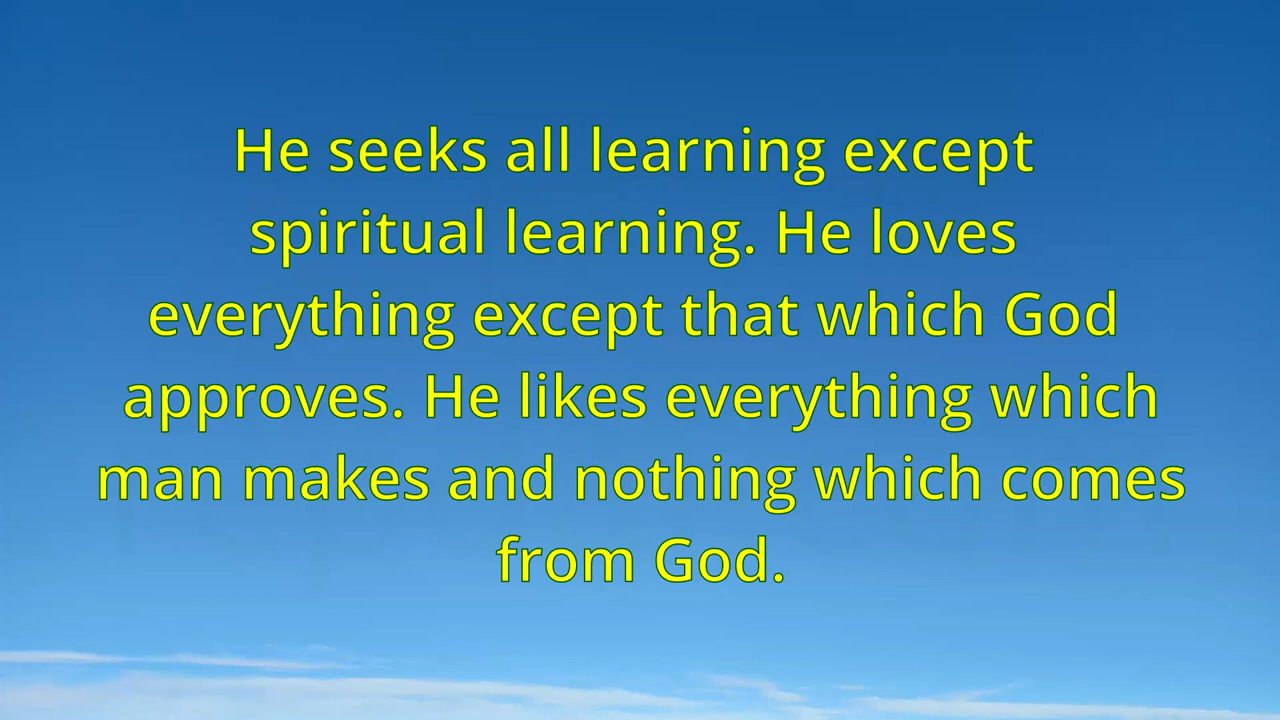 He seeks all learning except
spiritual learning. He loves
everything except that which God
approves. He likes everything which
man makes and nothing which comes
from God.